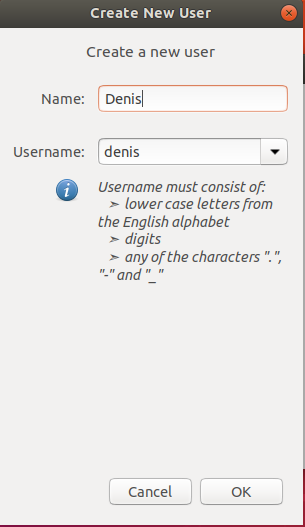 Create New User
Create a new user
Name: Denis
Username: denis
Username must consist of:
➣ lower case letters from
the English alphabet
➣ digits
➣ any of the characters ".",
"-" and "_"
Cancel OK